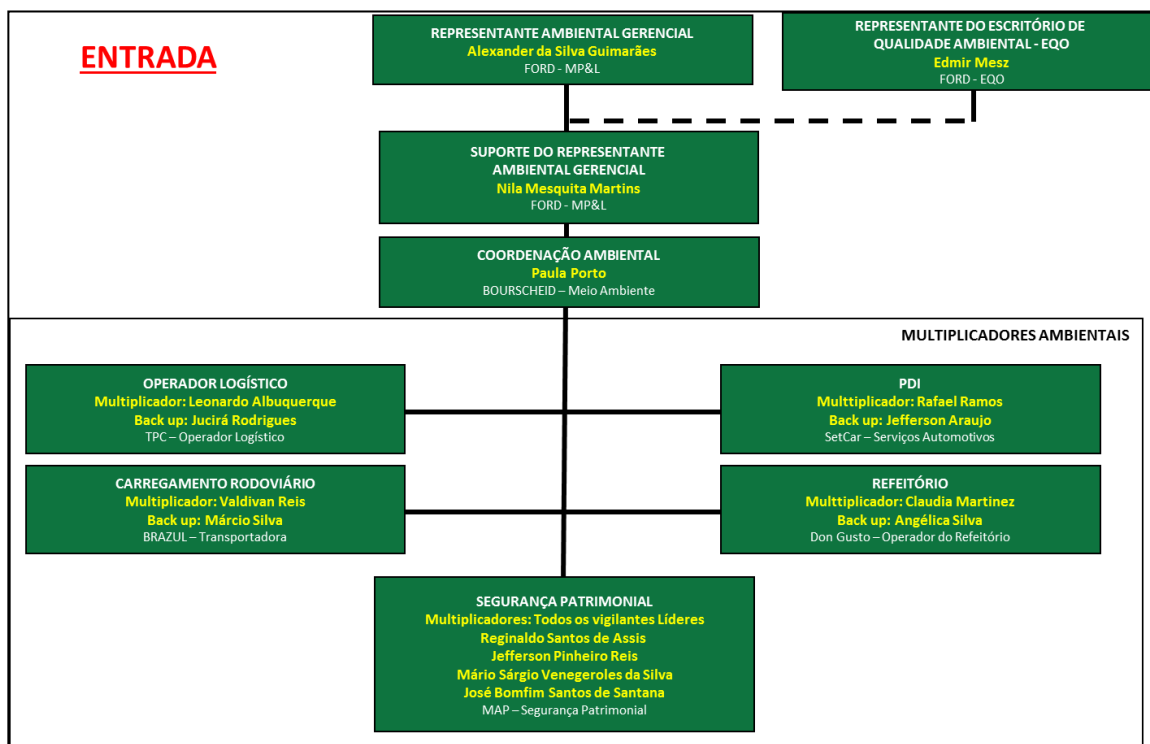 ENTRADA
REPRESENTANTE AMBIENTAL GERENCIAL
Alexander da Silva Guimarães
FORD - MP&L
REPRESENTANTE DO ESCRITÓRIO DE
QUALIDADE AMBIENTAL - EQO
Edmir Mesz
FORD - EQO
SUPORTE DO REPRESENTANTE
AMBIENTAL GERENCIAL
Nila Mesquita Martins
FORD - MP&L
COORDENAÇÃO AMBIENTAL
Paula Porto
BOURSCHEID – Meio Ambiente
MULTIPLICADORES AMBIENTAIS
OPERADOR LOGÍSTICO
Multiplicador: Leonardo Albuquerque
Back up: Jucirá Rodrigues
TPC – Operador Logístico
PDI
Multtiplicador: Rafael Ramos
Back up: Jefferson Araujo
SetCar – Serviços Automotivos
CARREGAMENTO RODOVIÁRIO
Multiplicador: Valdivan Reis
Back up: Márcio Silva
BRAZUL – Transportadora
REFEITÓRIO
Multtiplicador: Claudia Martinez
Back up: Angélica Silva
Don Gusto – Operador do Refeitório
SEGURANÇA PATRIMONIAL
Multiplicadores: Todos os vigilantes Líderes
Reginaldo Santos de Assis
Jefferson Pinheiro Reis
Mário Sárgio Venegeroles da Silva
José Bomfim Santos de Santana
MAP – Segurança Patrimonial